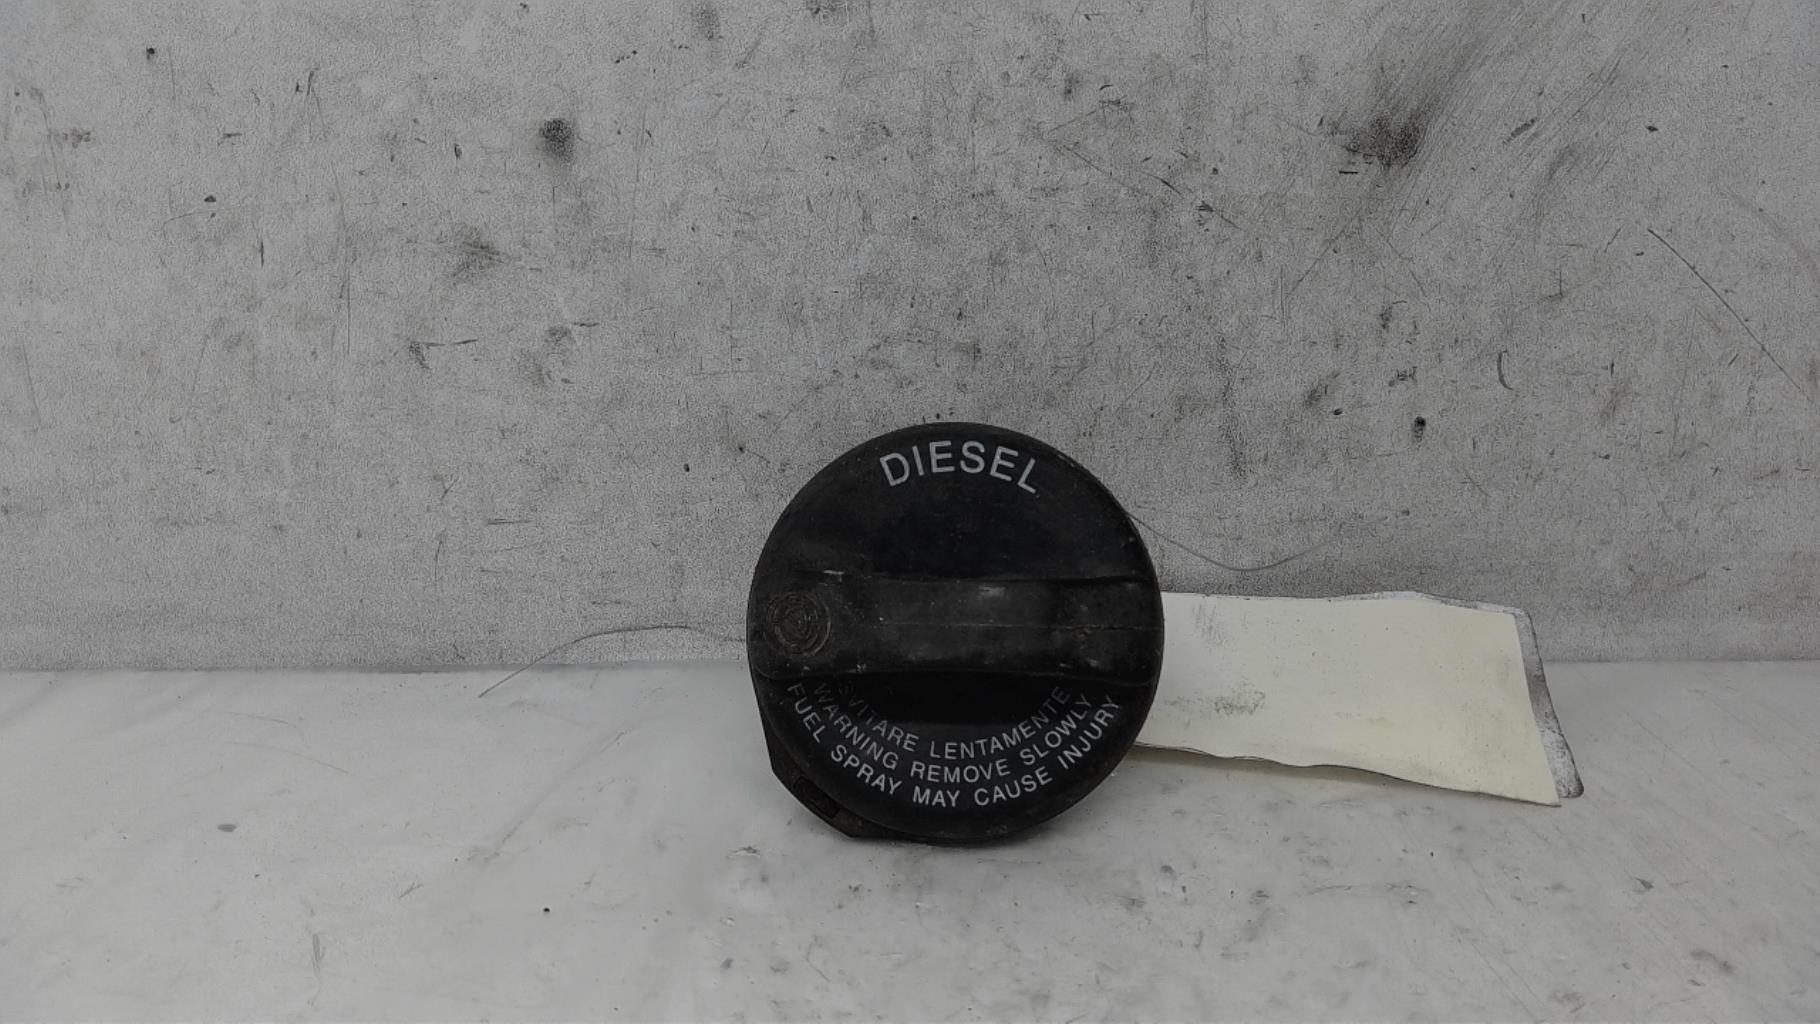 DIESEL
SVITARE LENTAMENTE
WARNING REMOVE SLOWLY
FUEL SPRAY MAY CAUSE INJURY